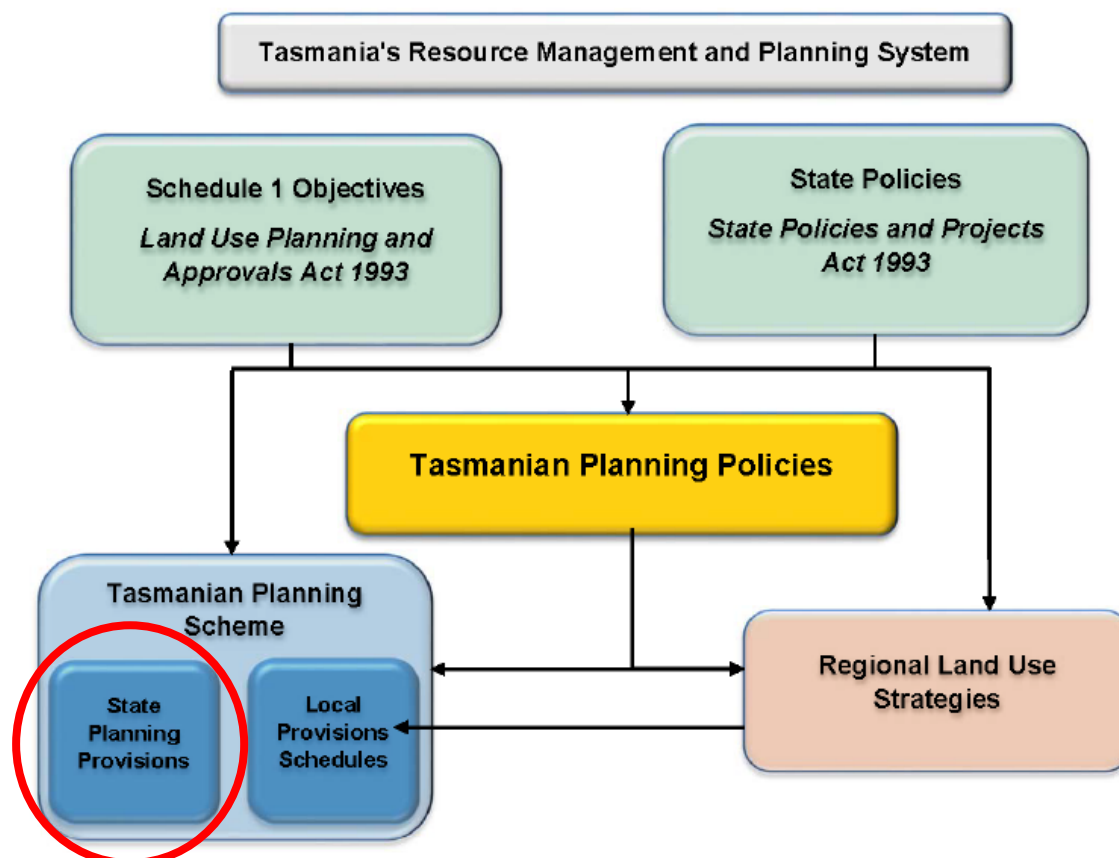 Tasmania's Resource Management and Planning System
Schedule 1 Objectives
Land Use Planning and
Approvals Act 1993
State Policies
State Policies and Projects
Act 1993
Tasmanian Planning Policies
Tasmanian Planning
Scheme
State
Planning
Provisions
Local
Provisions
Schedules
Regional Land Use
Strategies